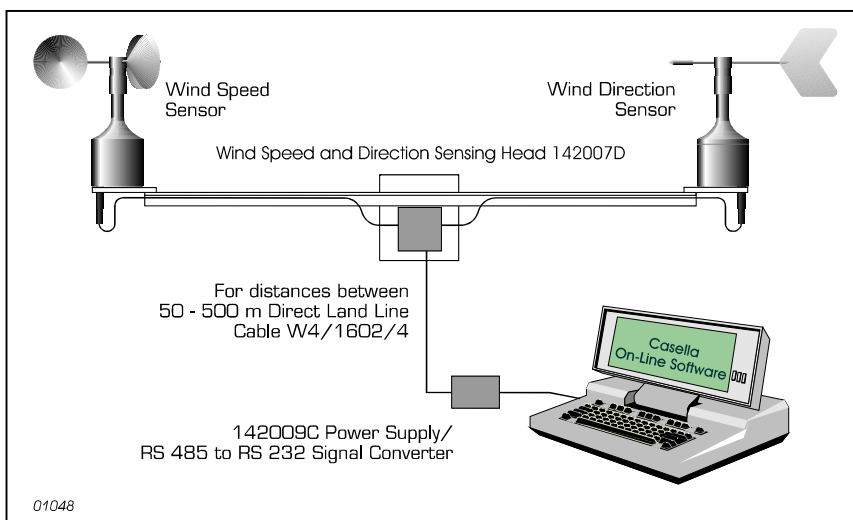 Wind Speed
Sensor
Wind Direction
Sensor
Wind Speed and Direction Sensing Head 142007D
For distances between
50 - 500 m Direct Land Line
Cable W4/1602/4
Casella
On-Line Software
142009C Power Supply/
RS 485 to RS 232 Signal Converter
01048